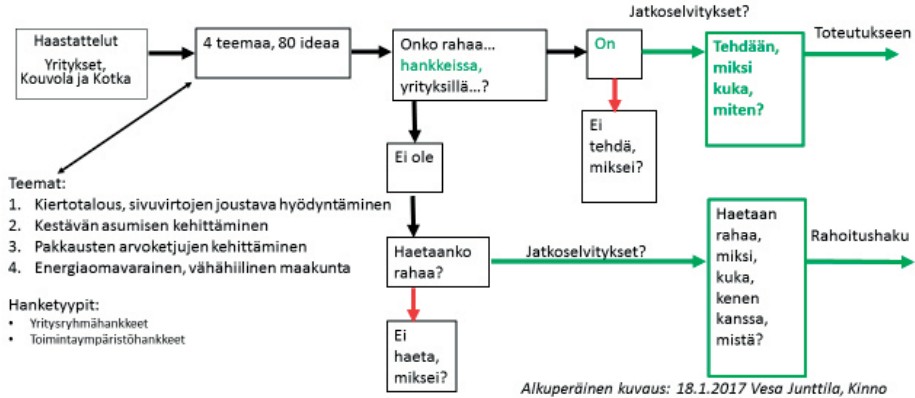 Haastattelut
Yritykset,
Kouvola ja Kotka
4 teemaa, 80 ideaa
Onko rahaa...
hankkeissa,
yrityksillä...?
On
Jatkoselvitykset?
Tehdään,
miksi
kuka,
miten?
Toteutukseen
Ei
tehdä,
miksei?
Ei ole
Teemat:
1. Kiertotalous, sivuvirtojen joustava hyödyntäminen
2. Kestävän asumisen kehittäminen
3. Pakkausten arvoketjujen kehittäminen
4. Energiaomavarainen, vähähiilinen maakunta
Hanketyypit:
• Yritysryhmähankkeet
• Toimintaympäristöhankkeet
Haetaanko
rahaa?
Jatkoselvitykset?
Haetaan
rahaa,
miksi,
kuka,
kenen
kanssa,
mistä?
Rahoitushaku
Ei
haeta,
miksei?
Alkuperäinen kuvaus: 18.1.2017 Vesa Junttila, Kinno